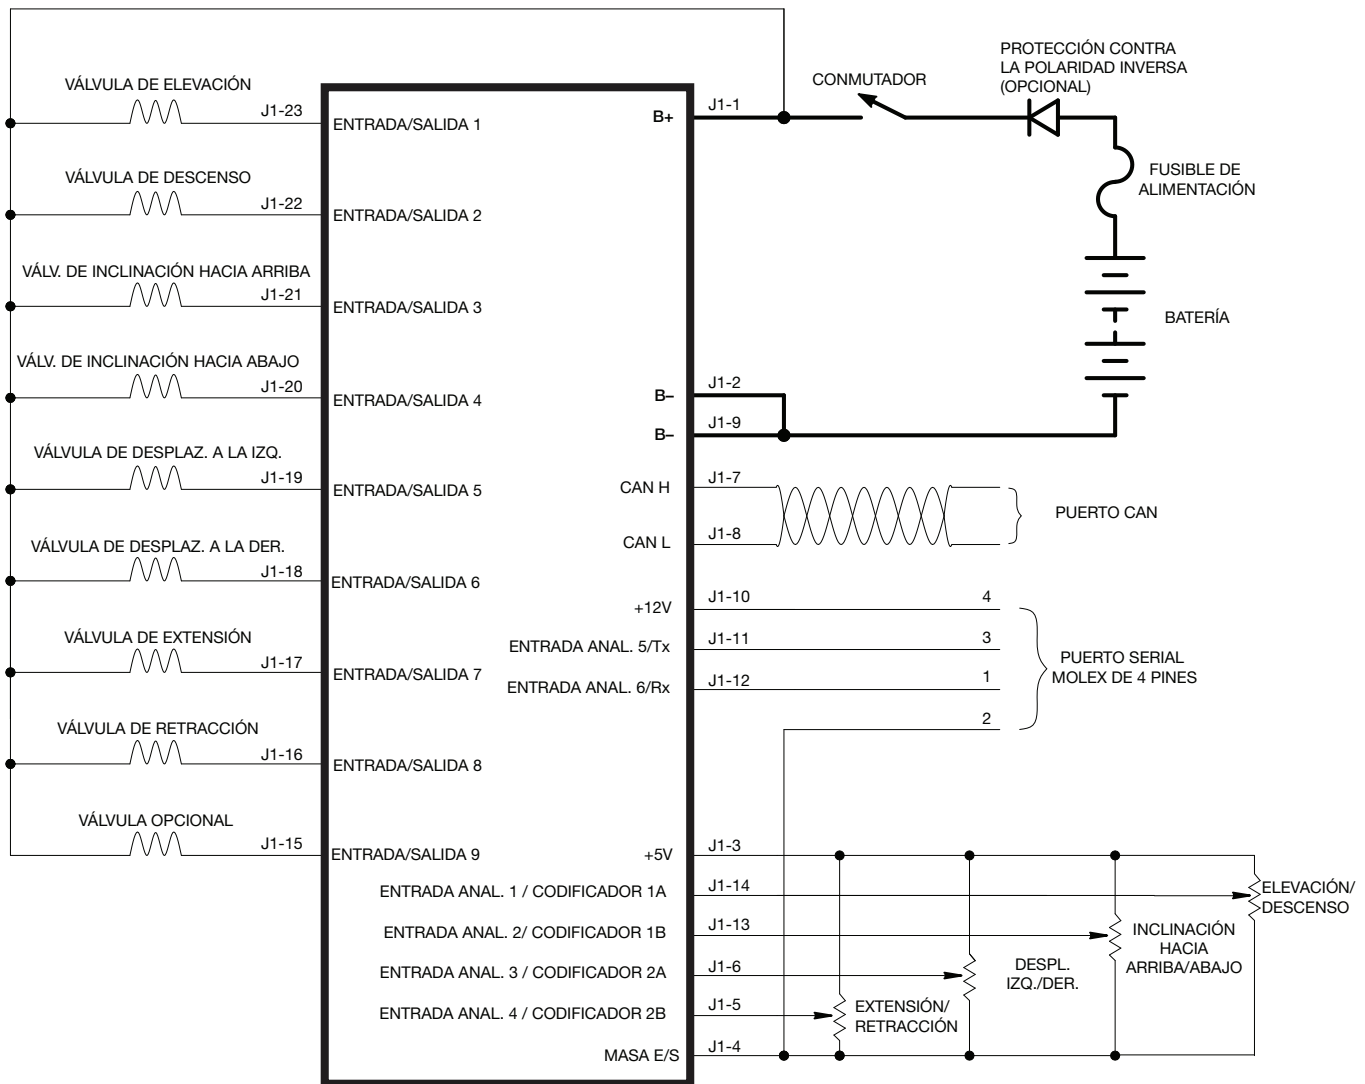 VÁLVULA DE ELEVACIÓN
J1-23
ENTRADA/SALIDA 1
VÁLVULA DE DESCENSO
J1-22
ENTRADA/SALIDA 2
VÁLV. DE INCLINACIÓN HACIA ARRIBA
J1-21
ENTRADA/SALIDA 3
VÁLV. DE INCLINACIÓN HACIA ABAJO
J1-20
ENTRADA/SALIDA 4
VÁLVULA DE DESPLAZ. A LA IZQ.
J1-19
ENTRADA/SALIDA 5
VÁLVULA DE DESPLAZ. A LA DER.
J1-18
ENTRADA/SALIDA 6
VÁLVULA DE EXTENSIÓN
J1-17
ENTRADA/SALIDA 7
VÁLVULA DE RETRACCIÓN
J1-16
ENTRADA/SALIDA 8
VÁLVULA OPCIONAL
J1-15
ENTRADA/SALIDA 9
B+
J1-1
CONMUTADOR
PROTECCIÓN CONTRA
LA POLARIDAD INVERSA
(OPCIONAL)
FUSIBLE DE
ALIMENTACIÓN
BATERÍA
B–
J1-2
B–
J1-9
CAN H
J1-7
CAN L
J1-8
PUERTO CAN
+12V
J1-10
4
ENTRADA ANAL. 5/Tx
J1-11
3
ENTRADA ANAL. 6/Rx
J1-12
1
2
PUERTO SERIAL
MOLEX DE 4 PINES
+5V
J1-3
ENTRADA ANAL. 1 / CODIFICADOR 1A
J1-14
ELEVACIÓN/
DESCENSO
ENTRADA ANAL. 2/ CODIFICADOR 1B
J1-13
INCLINACIÓN
HACIA
ARRIBA/ABAJO
ENTRADA ANAL. 3 / CODIFICADOR 2A
J1-6
DESPL.
IZQ./DER.
ENTRADA ANAL. 4 / CODIFICADOR 2B
J1-5
EXTENSIÓN/
RETRACCIÓN
MASA E/S
J1-4